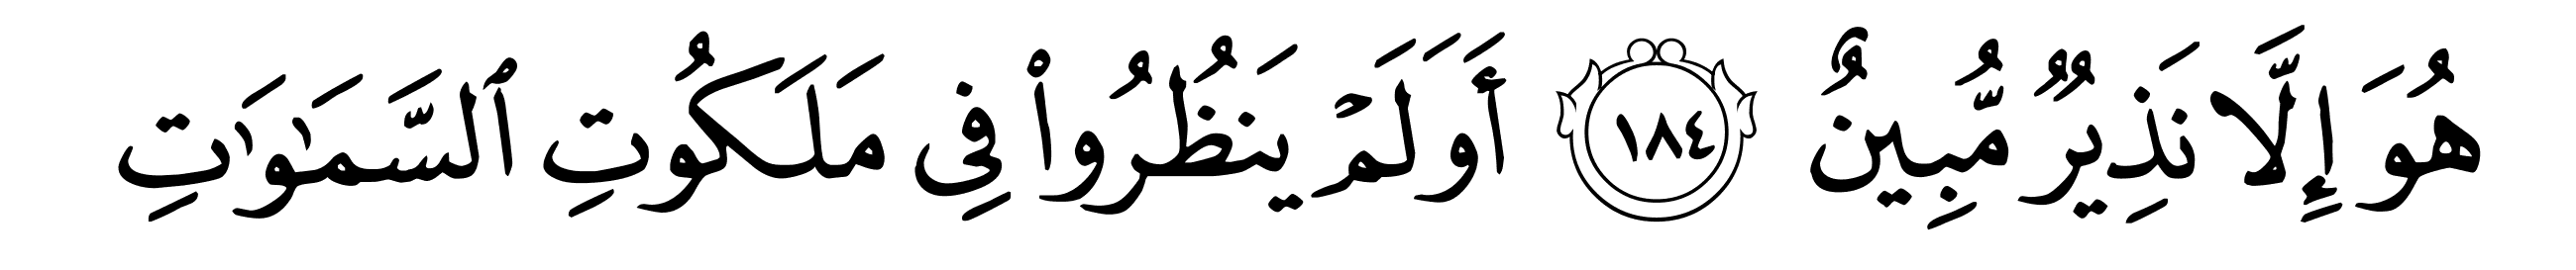 هُوَ إِلَّا نَذِيرٌ مُّبِينٌ ١٨٤ أَوَلَمْ يَنظُرُوا۟ فِى مَلَكُوتِ ٱلسَّمَـٰوَٰتِ